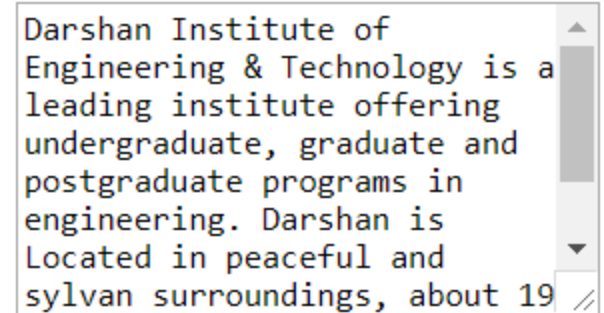 Darshan Institute of
Engineering & Technology is a
leading institute offering
undergraduate, graduate and
postgraduate programs in
engineering. Darshan is
Located in peaceful and
sylvan surroundings, about 19